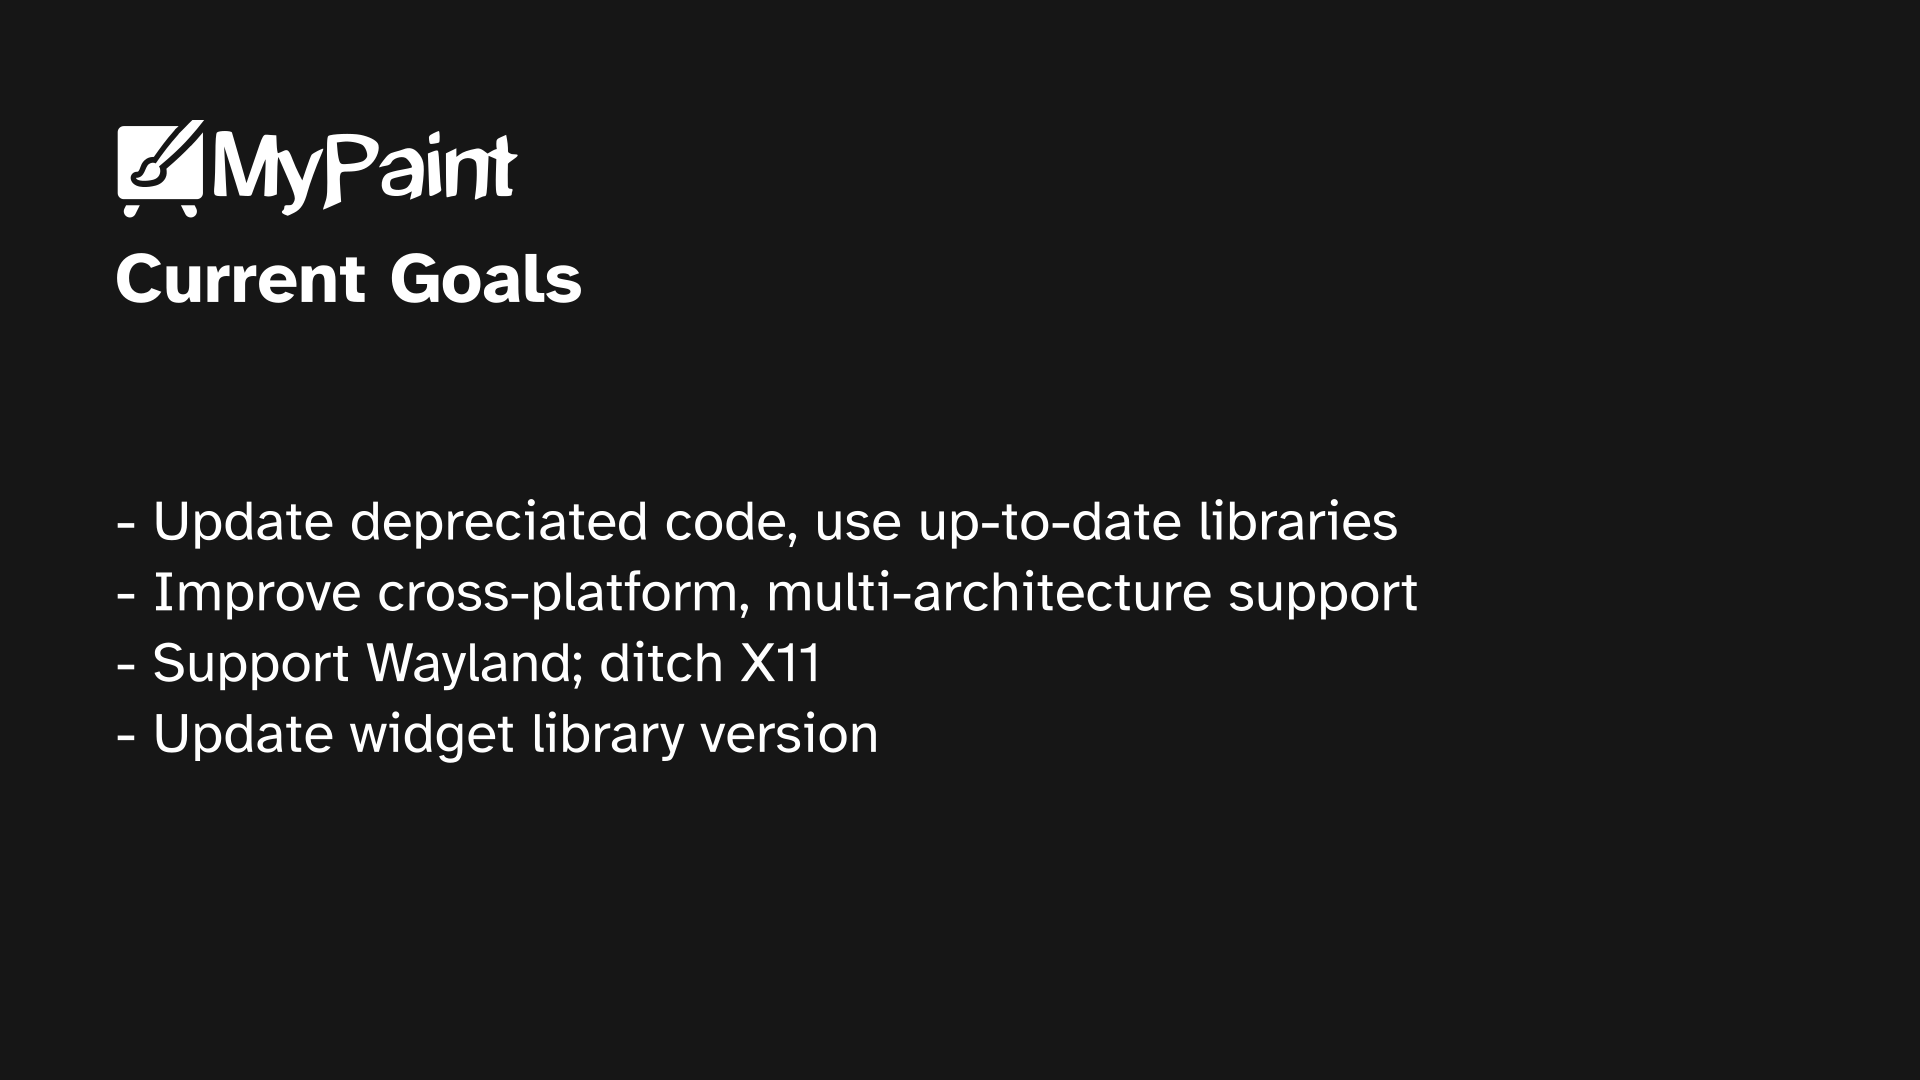 MyPaint
Current Goals
- Update depreciated code, use up-to-date libraries
- Improve cross-platform, multi-architecture support
- Support Wayland; ditch X11
- Update widget library version